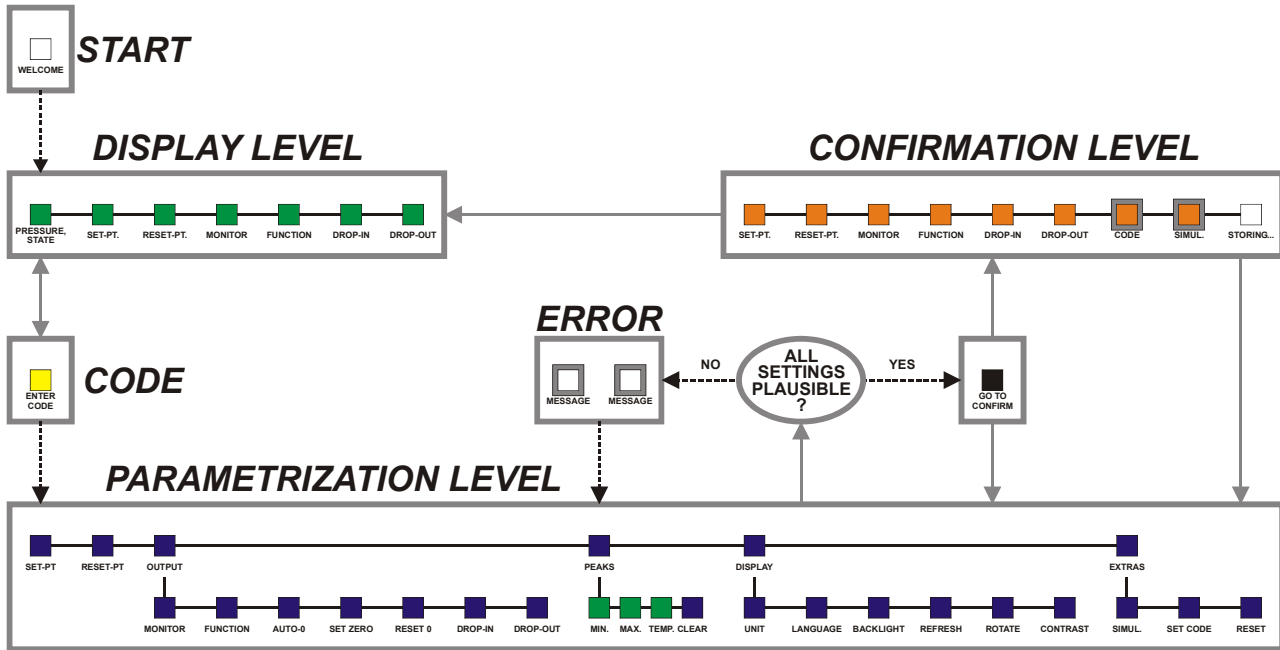 START
WELCOME
DISPLAY LEVEL
CONFIRMATION LEVEL
PRESSURE,
STATE
SET-PT.
RESET-PT.
MONITOR
FUNCTION
DROP-IN
DROP-OUT
SET-PT.
RESET-PT.
MONITOR
FUNCTION
DROP-IN
DROP-OUT
CODE
SIMUL.
STORING...
ERROR
CODE
ENTER
CODE
MESSAGE
MESSAGE
NO
ALL
SETTINGS
PLAUSIBLE
?
YES
GO TO
CONFIRM
PARAMETRIZATION LEVEL
SET-PT
RESET-PT
OUTPUT
PEAKS
DISPLAY
EXTRAS
MONITOR
FUNCTION
AUTO-0
SET ZERO
RESET 0
DROP-IN
DROP-OUT
MIN.
MAX.
TEMP.
CLEAR
UNIT
LANGUAGE
BACKLIGHT
REFRESH
ROTATE
CONTRAST
SIMUL.
SET CODE
RESET